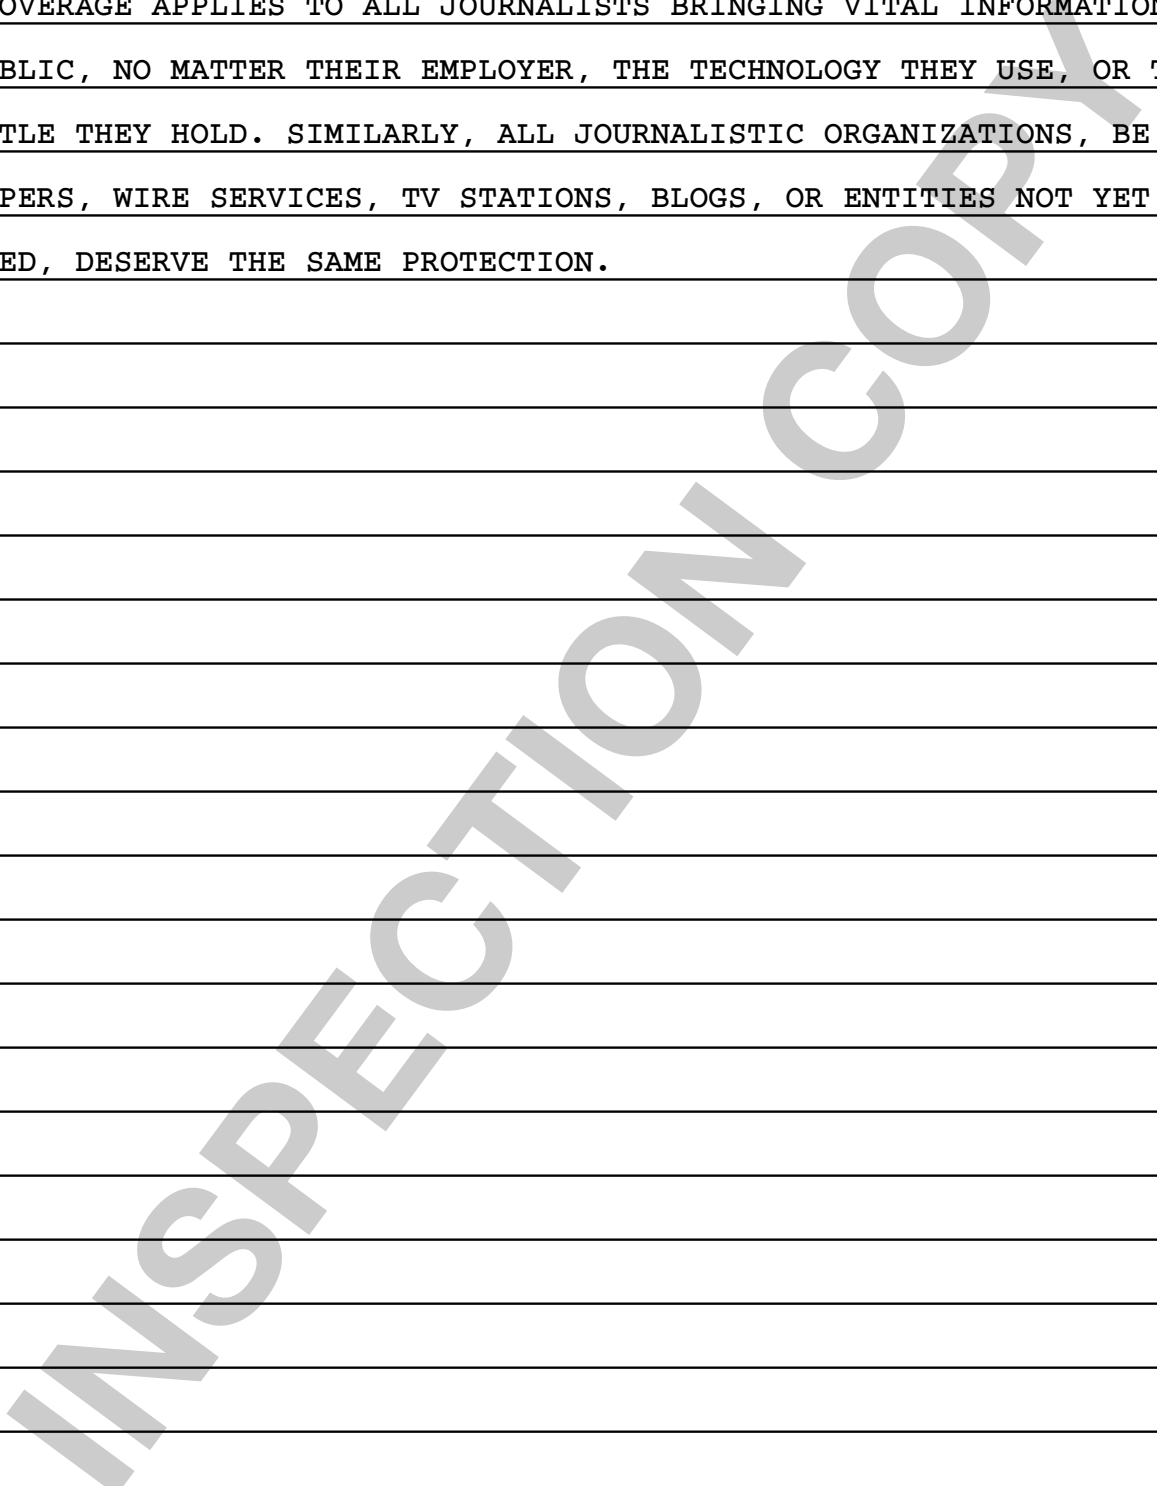 OVERAGE APPLIES TO ALL JOURNALISTS BRINGING VITAL INFORMATION
BLIC, NO MATTER THEIR EMPLOYER, THE TECHNOLOGY THEY USE, OR T
TLE THEY HOLD. SIMILARLY, ALL JOURNALISTIC ORGANIZATIONS, BE
PERS, WIRE SERVICES, TV STATIONS, BLOGS, OR ENTITIES NOT YET
ED, DESERVE THE SAME PROTECTION.
INSPECTION COPY